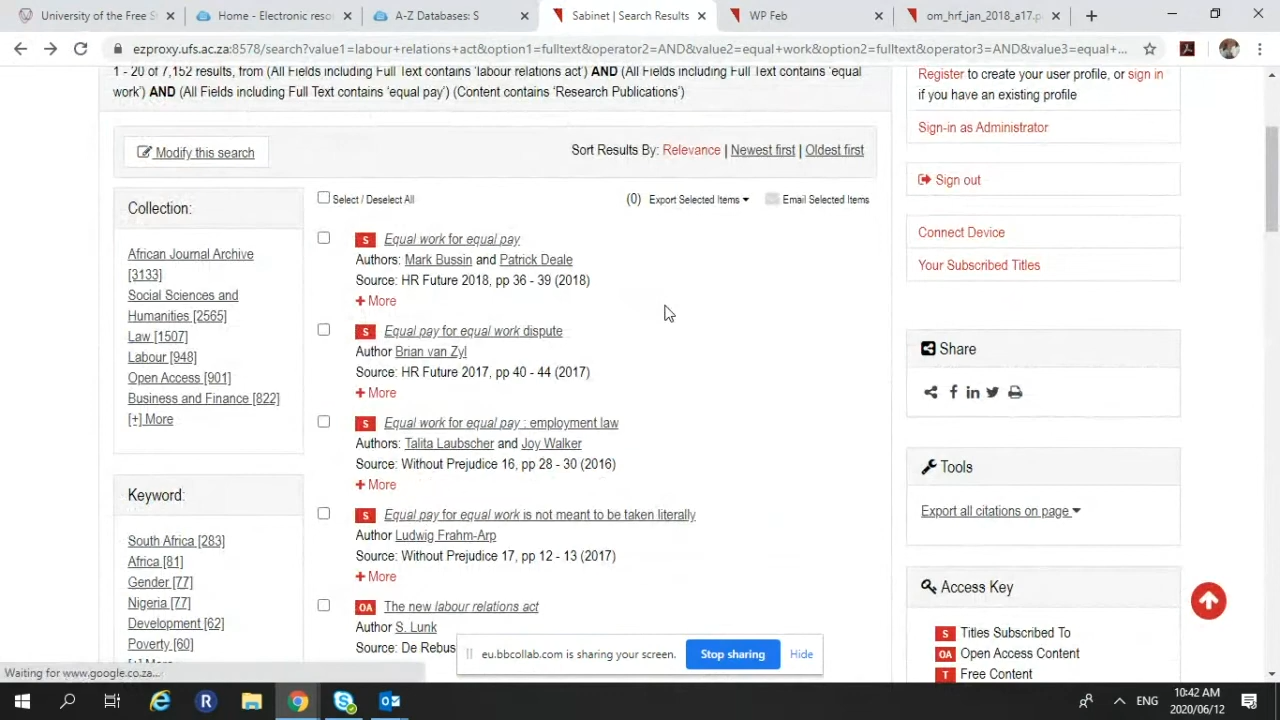 University of the Free S
Home - Electronic reso
A-Z Databases: S
Sabinet | Search Results
WP Feb
om_hrf_jan_2018_a17.p
ezproxy.ufs.ac.za:8578/search?value1=labour+relations+act&option1=fulltext&operator2=AND&value2=equal+work&option2=fulltext&operator3=AND&value3=equal+...
1 - 20 of 7,152 results, from (All Fields including Full Text contains 'labour relations act') AND (All Fields including Full Text contains 'equal
work') AND (All Fields including Full Text contains 'equal pay') (Content contains 'Research Publications')
Modify this search
Sort Results By: Relevance | Newest first | Oldest first
Collection:
African Journal Archive
[3133]
Social Sciences and
Humanities [2565]
Law [1507]
Labour [948]
Open Access [901]
Business and Finance [822]
[+] More
Keyword:
South Africa [283]
Africa [81]
Gender [77]
Nigeria [77]
Development [62]
Poverty [60]
Select / Deselect All
(0) Export Selected Items
Email Selected Items
S Equal work for equal pay
Authors: Mark Bussin and Patrick Deale
Source: HR Future 2018, pp 36 - 39 (2018)
+ More
S Equal pay for equal work dispute
Author Brian van Zyl
Source: HR Future 2017, pp 40 - 44 (2017)
+ More
S Equal work for equal pay : employment law
Authors: Talita Laubscher and Joy Walker
Source: Without Prejudice 16, pp 28 - 30 (2016)
+ More
S Equal pay for equal work is not meant to be taken literally
Author Ludwig Frahm-Arp
Source: Without Prejudice 17, pp 12 - 13 (2017)
+ More
OA The new labour relations act
Author S. Lunk
Source: De Rebus
Register to create your user profile, or sign in
if you have an existing profile
Sign-in as Administrator
Sign out
Connect Device
Your Subscribed Titles
Share
Tools
Export all citations on page
Access Key
S Titles Subscribed To
OA Open Access Content
T Free Content
eu.bbcollab.com is sharing your screen.
Stop sharing
Hide
Waiting for www.google.co.za...
ENG
10:42 AM
2020/06/12